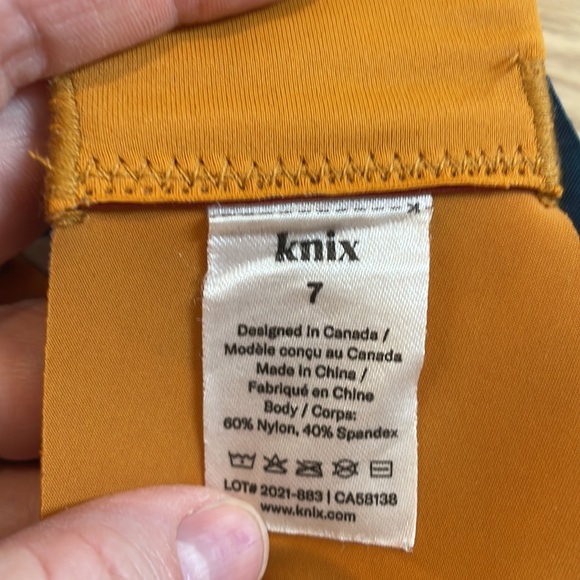 knix
7
Designed in Canada /
Modèle conçu au Canada
Made in China /
Fabriqué en Chine
Body / Corps:
60% Nylon, 40% Spandex
LOT# 2021-883 | CA58138
www.knix.com